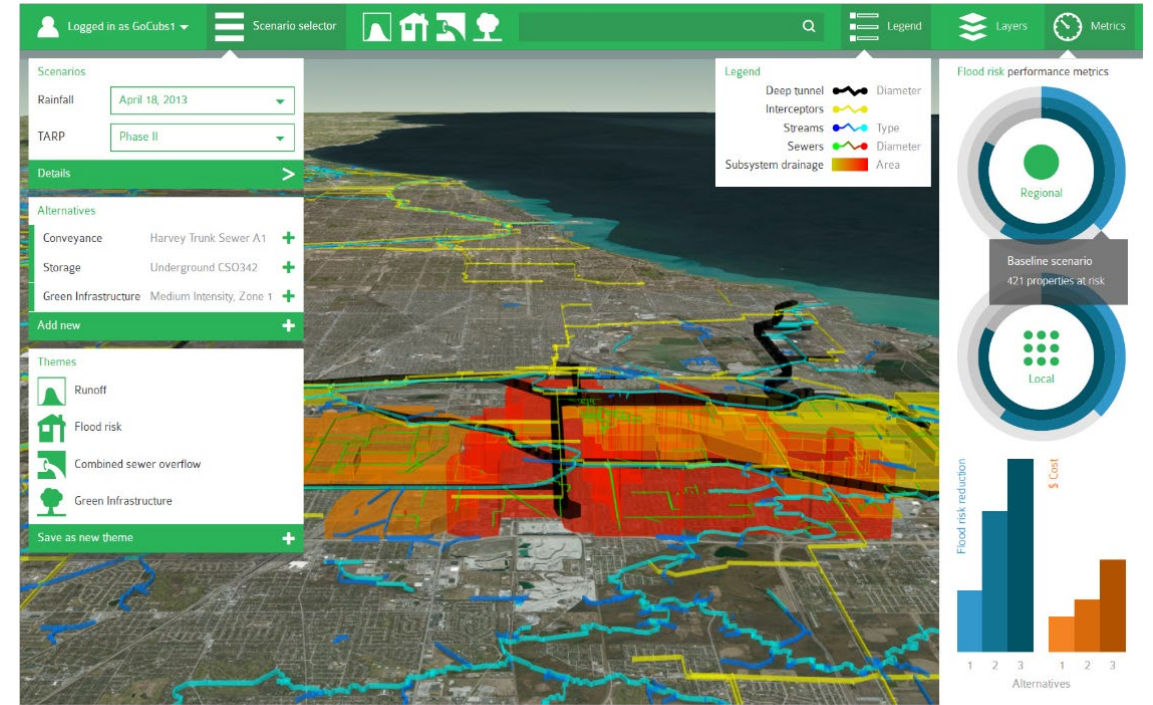 Logged in as GoCubs1
Scenario selector
Legend
Layers
Metrics
Scenarios
Rainfall
April 18, 2013
TARP
Phase II
Details
Alternatives
Conveyance Harvey Trunk Sewer A1
Storage Underground CSO342
Green Infrastructure Medium Intensity, Zone 1
Add new
Themes
Runoff
Flood risk
Combined sewer overflow
Green Infrastructure
Save as new theme
Legend
Deep tunnel Diameter
Interceptors
Streams Type
Sewers Diameter
Subsystem drainage Area
Flood risk performance metrics
Regional
Baseline scenario
421 properties at risk
Local
Flood risk reduction
$ Cost
1 2 3 1 2 3
Alternatives